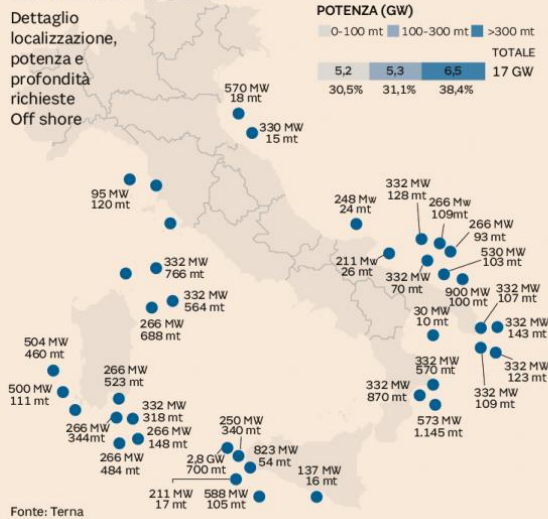 Dettaglio
localizzazione,
potenza e
profondità
richieste
Off shore
POTENZA (GW)
0-100 mt 100-300 mt >300 mt
TOTALE
5,2 5,3 6,5 17 GW
30,5% 31,1% 38,4%
570 MW
18 mt
330 MW
15 mt
95 MW
120 mt
332 MW
766 mt
332 MW
564 mt
266 MW
688 mt
248 Mw
24 mt
332 MW
128 mt
266 Mw
109mt
266 MW
93 mt
211 Mw
26 mt
332 MW
70 mt
530 MW
103 mt
900 MW
100 mt
332 MW
107 mt
332 MW
143 mt
332 MW
123 mt
332 MW
109 mt
30 MW
10 mt
332 MW
570 mt
332 MW
870 mt
573 MW
1.145 mt
504 MW
460 mt
500 MW
111 mt
266 MW
523 mt
332 MW
318 mt
266 MW
344mt
266 MW
148 mt
266 MW
484 mt
250 MW
340 mt
2,8 GW
700 mt
823 MW
54 mt
211 MW
17 mt
588 MW
105 mt
137 MW
16 mt
Fonte: Terna